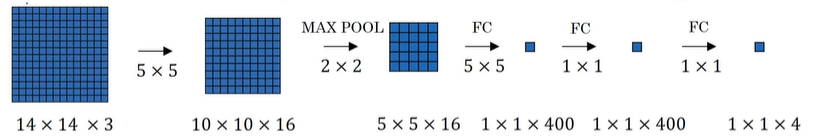 MAX POOL FC FC FC
5 × 5 2 × 2 5 × 5 1 × 1 1 × 1
14 × 14 × 3 10 × 10 × 16 5 × 5 × 16 1 × 1 × 400 1 × 1 × 400 1 × 1 × 4